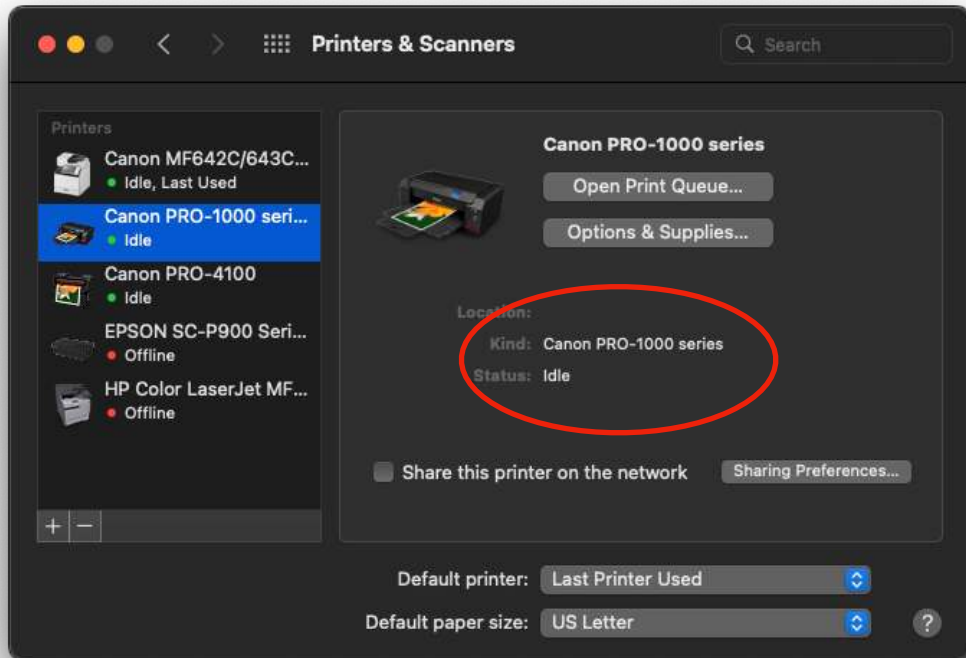 Printers & Scanners
Search
Printers
Canon MF642C/643C...
Idle, Last Used
Canon PRO-1000 seri...
Idle
Canon PRO-4100
Idle
EPSON SC-P900 Seri...
Offline
HP Color LaserJet MF...
Offline
+ −
Canon PRO-1000 series
Open Print Queue...
Options & Supplies...
Location:
Kind: Canon PRO-1000 series
Status: Idle
Share this printer on the network
Sharing Preferences...
Default printer: Last Printer Used
Default paper size: US Letter
?